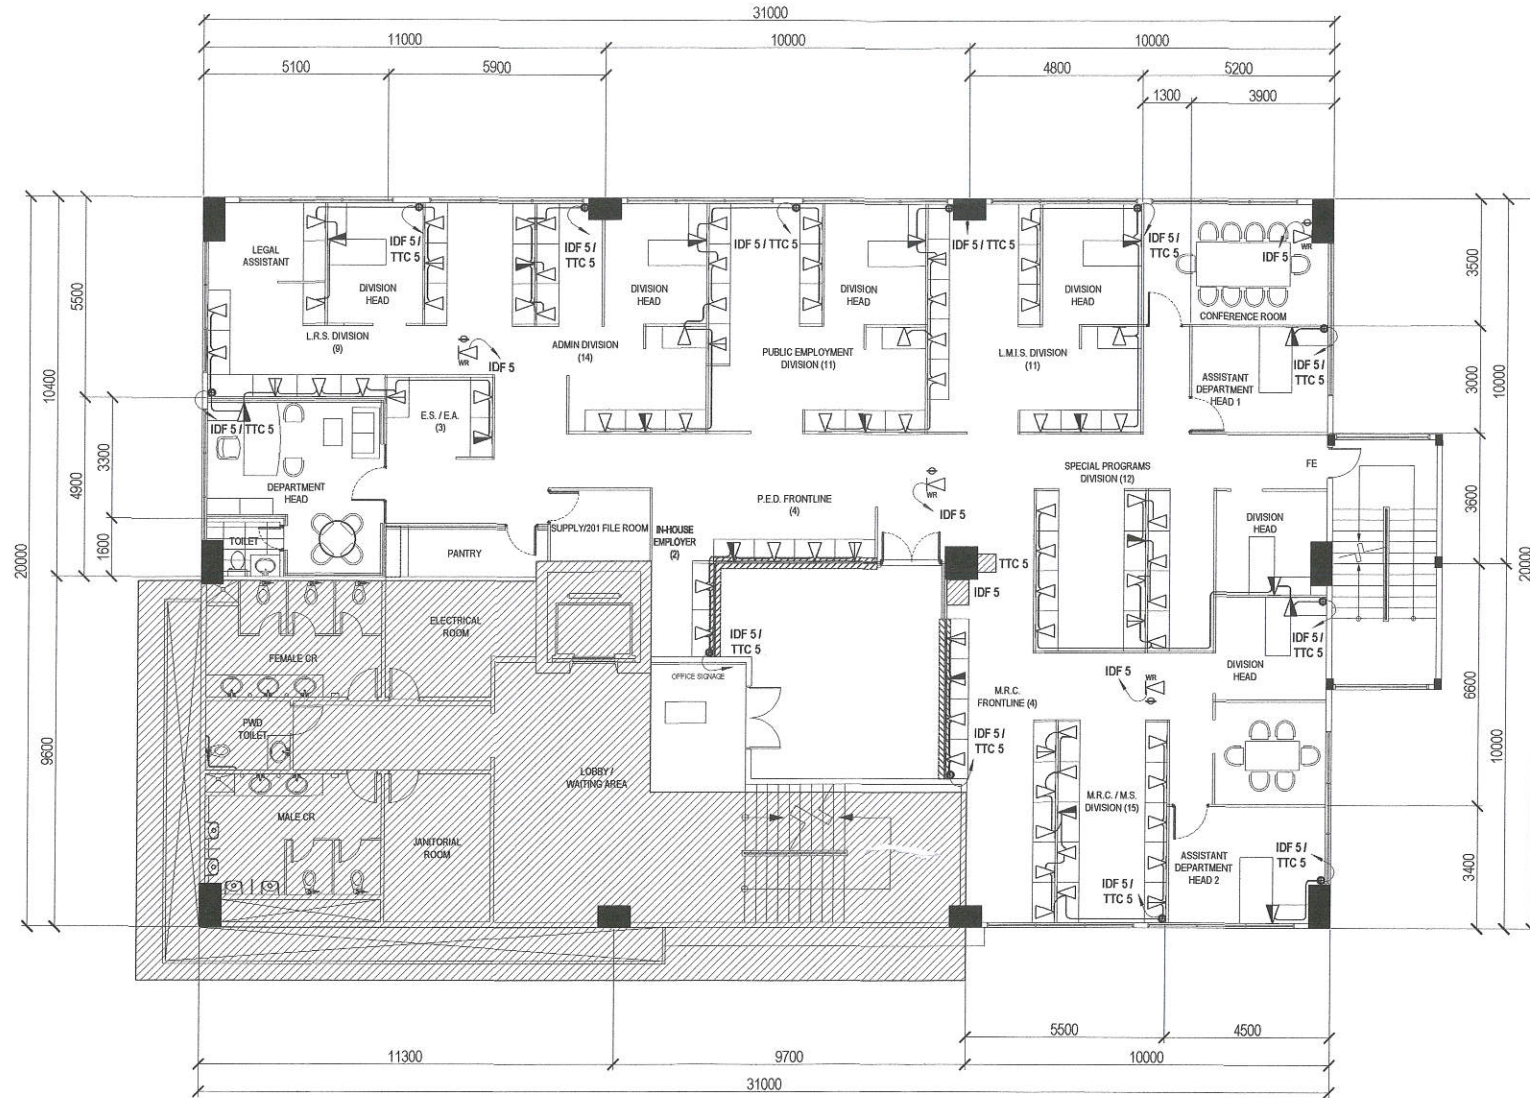 31000
11000
10000
10000
5100
5900
4800
5200
1300
3900
LEGAL
ASSISTANT
IDF 5 /
TTC 5
DIVISION
HEAD
L.R.S. DIVISION
(9)
WR
IDF 5
IDF 5 /
TTC 5
ADMIN DIVISION
(14)
DIVISION
HEAD
IDF 5 / TTC 5
PUBLIC EMPLOYMENT
DIVISION (11)
DIVISION
HEAD
IDF 5 / TTC 5
L.M.I.S. DIVISION
(11)
DIVISION
HEAD
IDF 5 /
TTC 5
IDF 5
WR
CONFERENCE ROOM
IDF 5 /
TTC 5
ASSISTANT
DEPARTMENT
HEAD 1
E.S. / E.A.
(3)
IDF 5 / TTC 5
DEPARTMENT
HEAD
TOILET
PANTRY
SUPPLY/201 FILE ROOM
IN-HOUSE
EMPLOYER
(2)
P.E.D. FRONTLINE
(4)
WR
IDF 5
SPECIAL PROGRAMS
DIVISION (12)
FE
DIVISION
HEAD
TTC 5
IDF 5
ELECTRICAL
ROOM
FEMALE CR
IDF 5 /
TTC 5
OFFICE SIGNAGE
IDF 5 /
TTC 5
DIVISION
HEAD
IDF 5
WR
M.R.C.
FRONTLINE (4)
IDF 5 /
TTC 5
PWD
TOILET
LOBBY /
WAITING AREA
MALE CR
JANITORIAL
ROOM
M.R.C. / M.S.
DIVISION (15)
IDF 5 /
TTC 5
ASSISTANT
DEPARTMENT
HEAD 2
IDF 5 /
TTC 5
20000
10400
9600
5500
4900
3300
1600
3500
3000
3600
6600
3400
10000
10000
20000
5500
4500
11300
9700
10000
31000